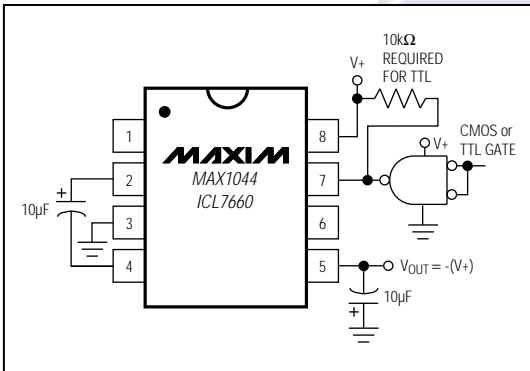 10kΩ
REQUIRED
FOR TTL
V+
CMOS or
TTL GATE
V+
1
2
3
4
8
7
6
5
MAXIM
MAX1044
ICL7660
+
10µF
VOUT = -(V+)
10µF
+